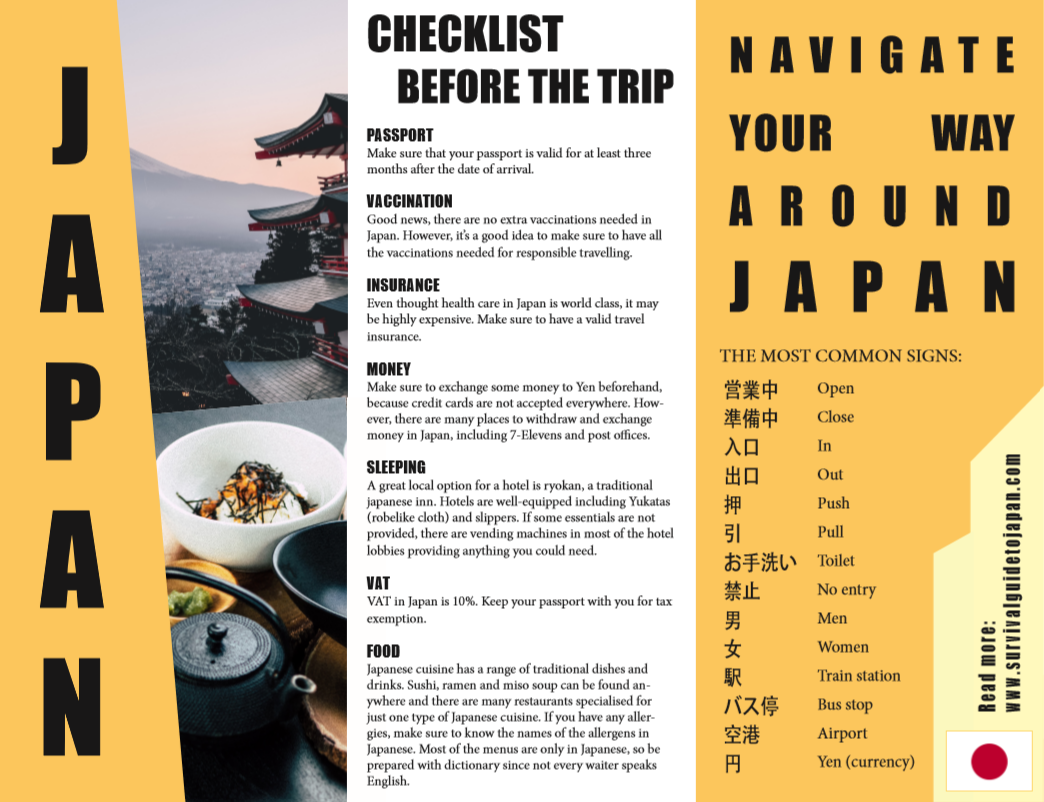 JAPAN
CHECKLIST
BEFORE THE TRIP
PASSPORT
Make sure that your passport is valid for at least three
months after the date of arrival.
VACCINATION
Good news, there are no extra vaccinations needed in
Japan. However, it's a good idea to make sure to have all
the vaccinations needed for responsible travelling.
INSURANCE
Even thought health care in Japan is world class, it may
be highly expensive. Make sure to have a valid travel
insurance.
MONEY
Make sure to exchange some money to Yen beforehand,
because credit cards are not accepted everywhere. How-
ever, there are many places to withdraw and exchange
money in Japan, including 7-Elevens and post offices.
SLEEPING
A great local option for a hotel is ryokan, a traditional
japanese inn. Hotels are well-equipped including Yukatas
(robelike cloth) and slippers. If some essentials are not
provided, there are vending machines in most of the hotel
lobbies providing anything you could need.
VAT
VAT in Japan is 10%. Keep your passport with you for tax
exemption.
FOOD
Japanese cuisine has a range of traditional dishes and
drinks. Sushi, ramen and miso soup can be found an-
ywhere and there are many restaurants specialised for
just one type of Japanese cuisine. If you have any aller-
gies, make sure to know the names of the allergens in
Japanese. Most of the menus are only in Japanese, so be
prepared with dictionary since not every waiter speaks
English.
NAVIGATE
YOUR WAY
AROUND
JAPAN
THE MOST COMMON SIGNS:
営業中 Open
準備中 Close
入口 In
出口 Out
押 Push
引 Pull
お手洗い Toilet
禁止 No entry
男 Men
女 Women
駅 Train station
バス停 Bus stop
空港 Airport
円 Yen (currency)
Read more:
www.survivalguidetojapan.com